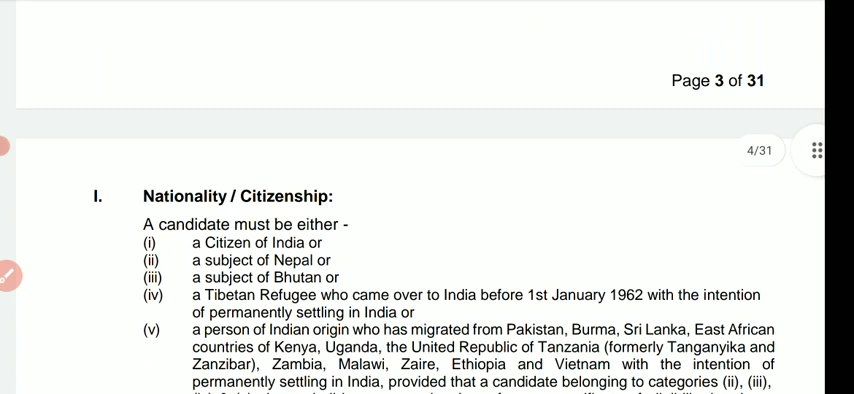 Page 3 of 31
4/31
I. Nationality / Citizenship:
A candidate must be either -
(i) a Citizen of India or
(ii) a subject of Nepal or
(iii) a subject of Bhutan or
(iv) a Tibetan Refugee who came over to India before 1st January 1962 with the intention
of permanently settling in India or
(v) a person of Indian origin who has migrated from Pakistan, Burma, Sri Lanka, East African
countries of Kenya, Uganda, the United Republic of Tanzania (formerly Tanganyika and
Zanzibar), Zambia, Malawi, Zaire, Ethiopia and Vietnam with the intention of
permanently settling in India, provided that a candidate belonging to categories (ii), (iii),